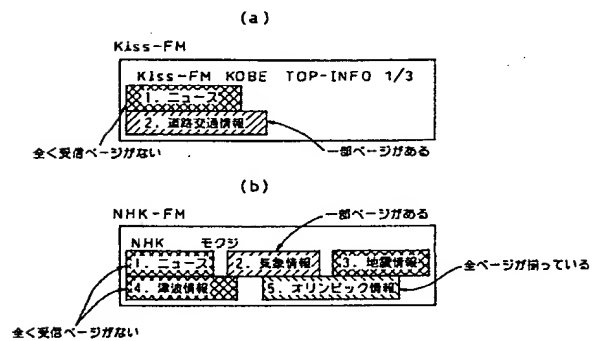 (a)
Kiss-FM
Kiss-FM KOBE TOP-INFO 1/3
1. ニュース
2. 道路交通情報
全く受信ページがない
一部ページがある
(b)
NHK-FM
一部ページがある
NHK モクジ
1. ニュース 2. 気象情報 3. 地震情報
全ページが揃っている
4. 津波情報 5. オリンピック情報
全く受信ページがない